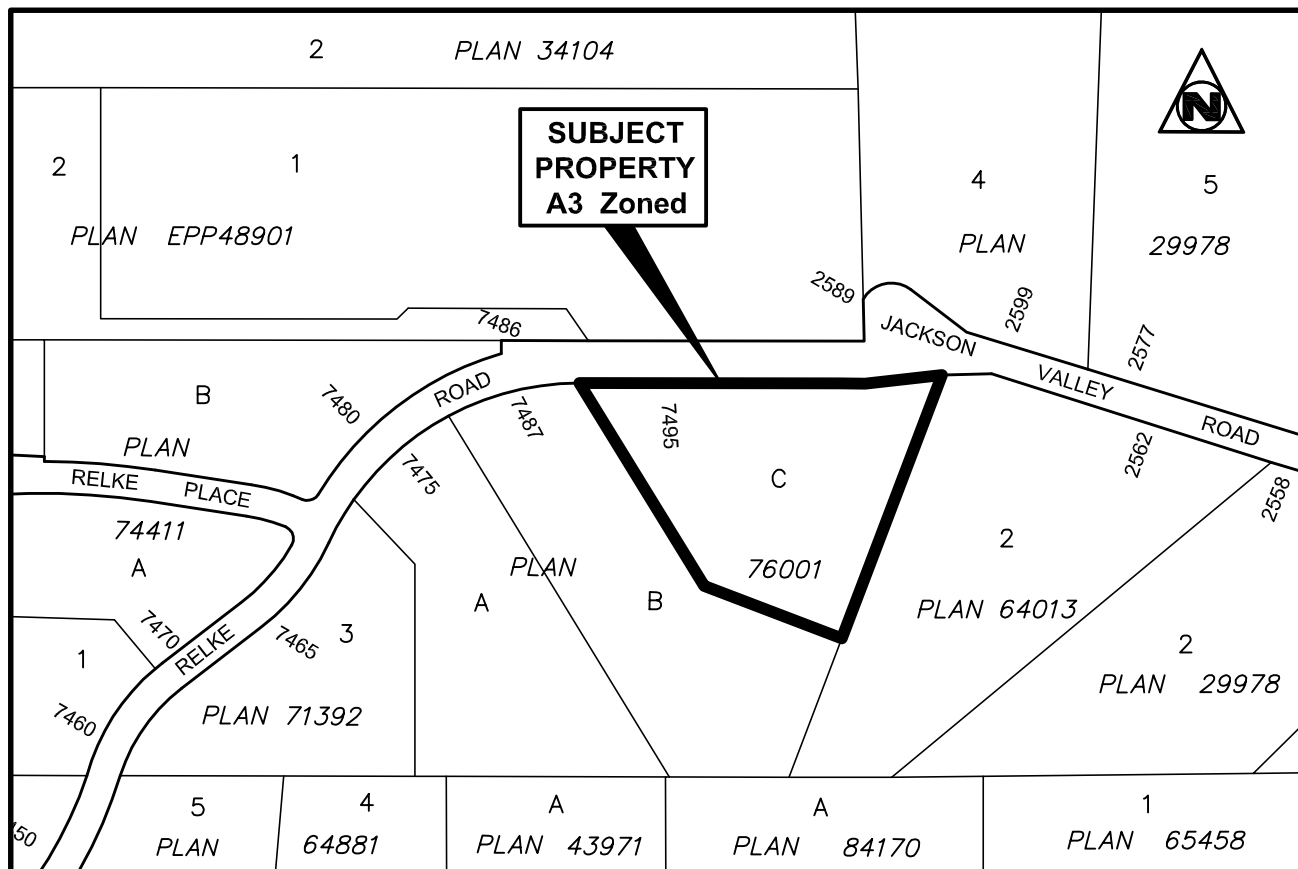 2 PLAN 34104
N
SUBJECT
PROPERTY
A3 Zoned
2
1
PLAN EPP48901
4
5
PLAN 29978
2589
2599
2577
7486
JACKSON VALLEY ROAD
B
PLAN
7480
ROAD
7487
7495
2562
2558
RELKE PLACE
7475
74411
A
C
PLAN
76001
A
B
2
PLAN 64013
7470
RELKE
7465
3
1
2
PLAN 29978
7460
PLAN 71392
5
4
A
A
1
450
PLAN 64881
PLAN 43971
PLAN 84170
PLAN 65458